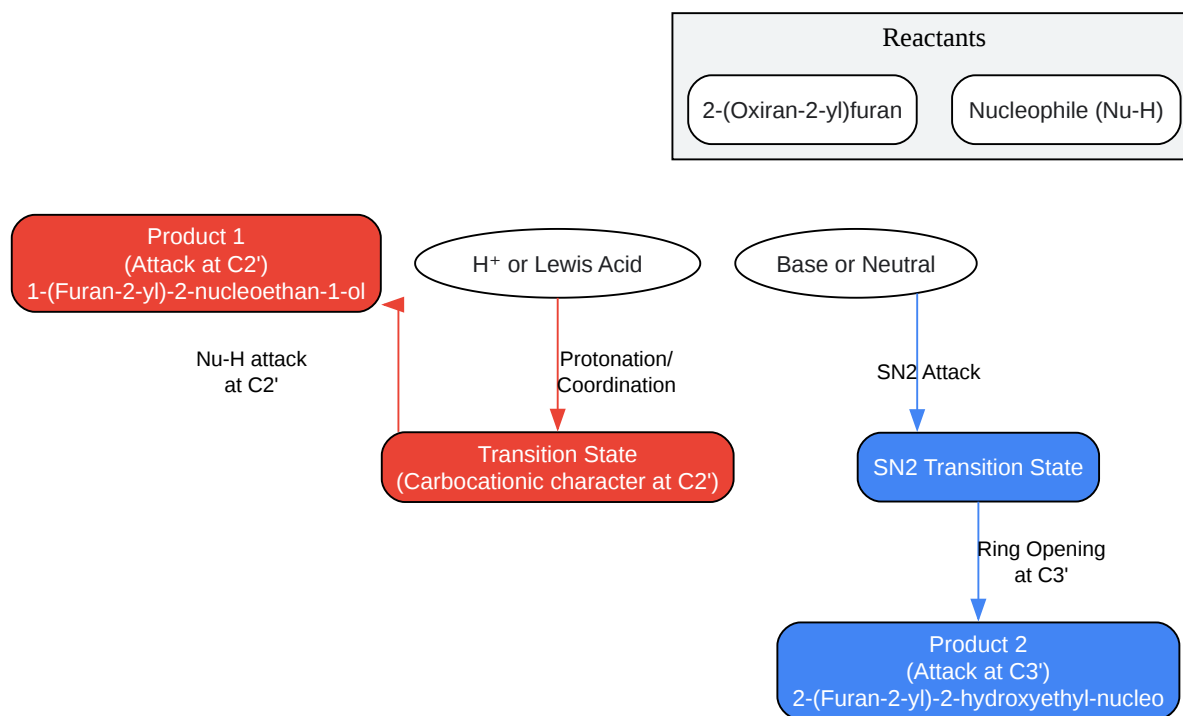 Reactants
2-(Oxiran-2-yl)furan
Nucleophile (Nu-H)
Product 1
(Attack at C2')
1-(Furan-2-yl)-2-nucleoethan-1-ol
H⁺ or Lewis Acid
Base or Neutral
Nu-H attack
at C2'
Protonation/
Coordination
SN2 Attack
Transition State
(Carbocationic character at C2')
SN2 Transition State
Ring Opening
at C3'
Product 2
(Attack at C3')
2-(Furan-2-yl)-2-hydroxyethyl-nucleo